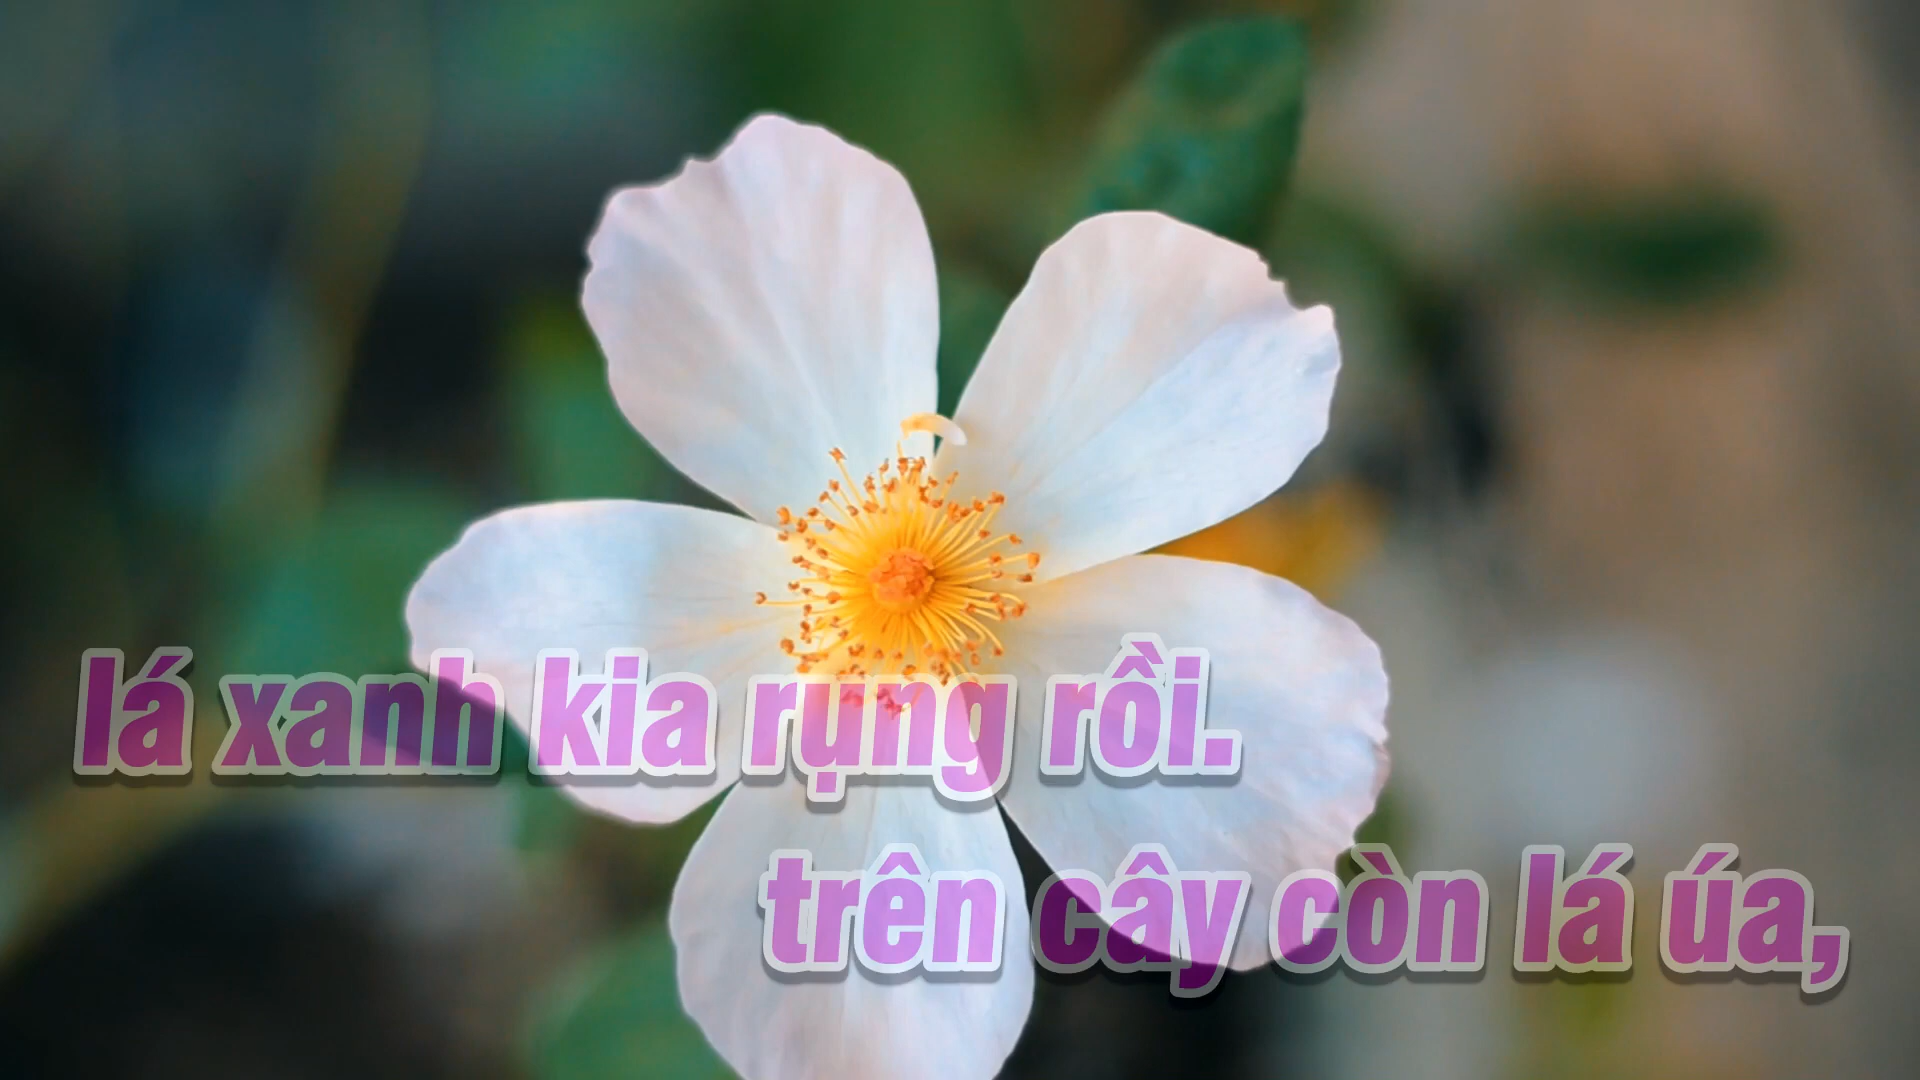 lá xanh kia rụng rồi.
trên cây còn lá úa,